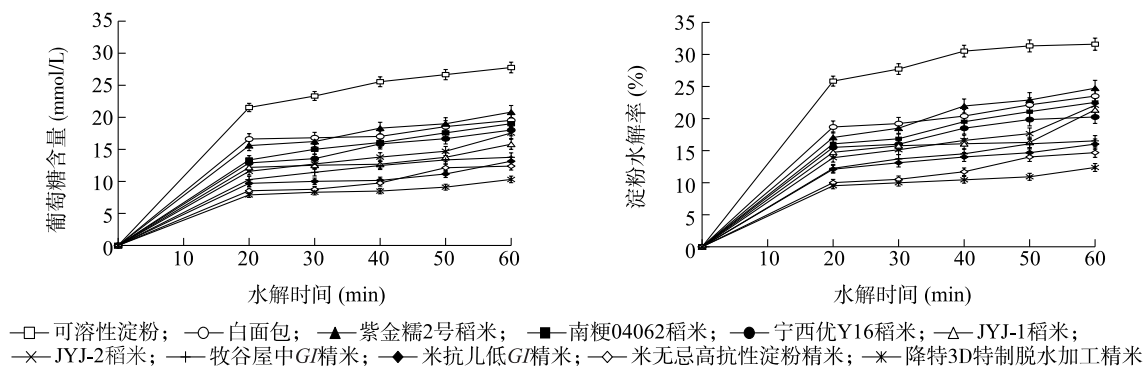 35
30
25
20
15
10
5
0
葡萄糖含量 (mmol/L)
10 20 30 40 50 60
水解时间 (min)
35
30
25
20
15
10
5
0
淀粉水解率 (%)
10 20 30 40 50 60
水解时间 (min)
可溶性淀粉; 白面包; 紫金糯2号稻米; 南粳04062稻米; 宁西优Y16稻米; JYJ-1稻米;
JYJ-2稻米; 牧谷屋中GI精米; 米抗儿低GI精米; 米无忌高抗性淀粉精米; 降特3D特制脱水加工精米